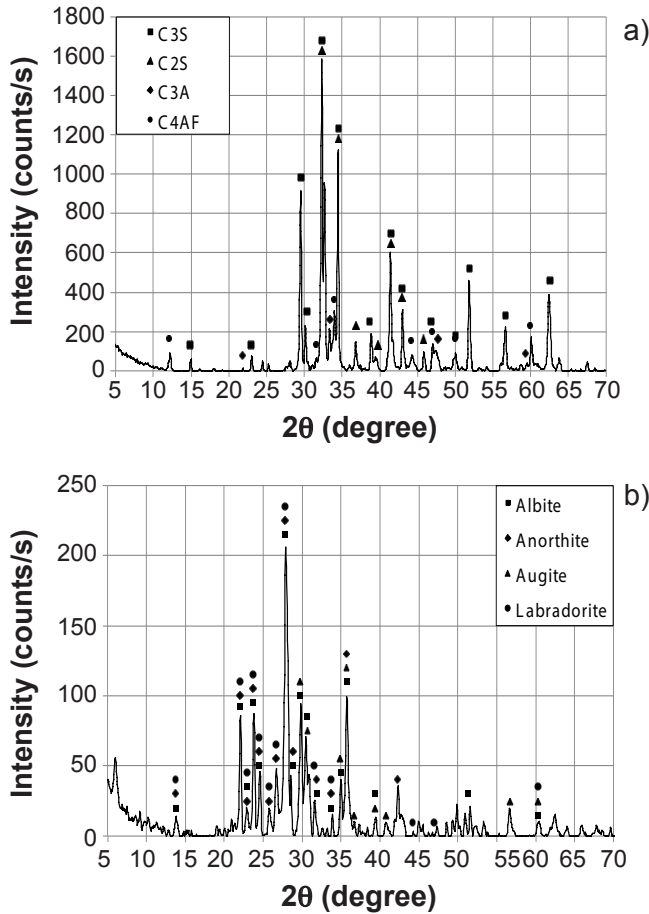 a)
C3S
C2S
C3A
C4AF
1800
1600
1400
1200
1000
800
600
400
200
0
5 10 15 20 25 30 35 40 45 50 55 60 65 70
Intensity (counts/s)
2θ (degree)
b)
Albite
Anorthite
Augite
Labradorite
250
200
150
100
50
0
5 10 15 20 25 30 35 40 45 50 5560 65 70
Intensity (counts/s)
2θ (degree)